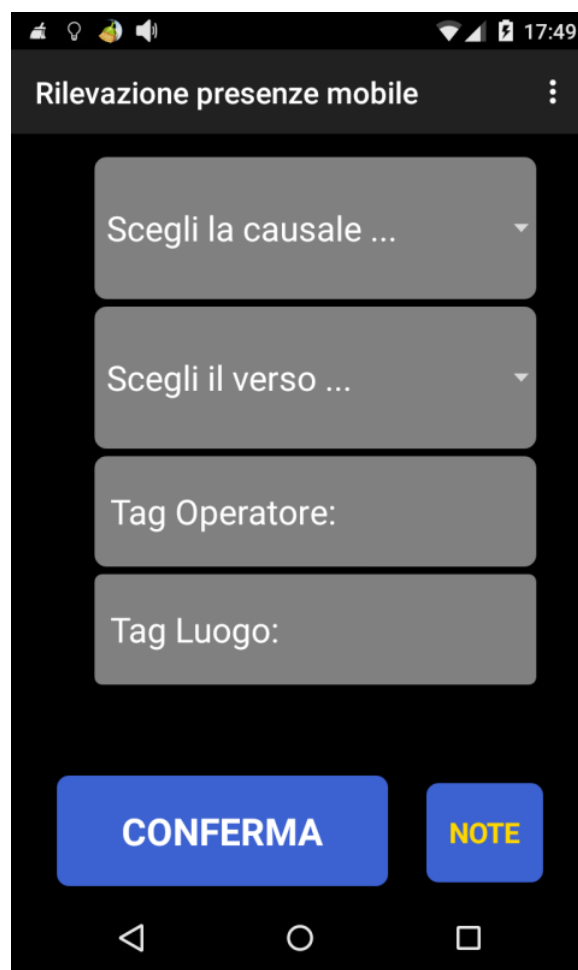 17:49
Rilevazione presenze mobile
Scegli la causale ...
Scegli il verso ...
Tag Operatore:
Tag Luogo:
CONFERMA
NOTE